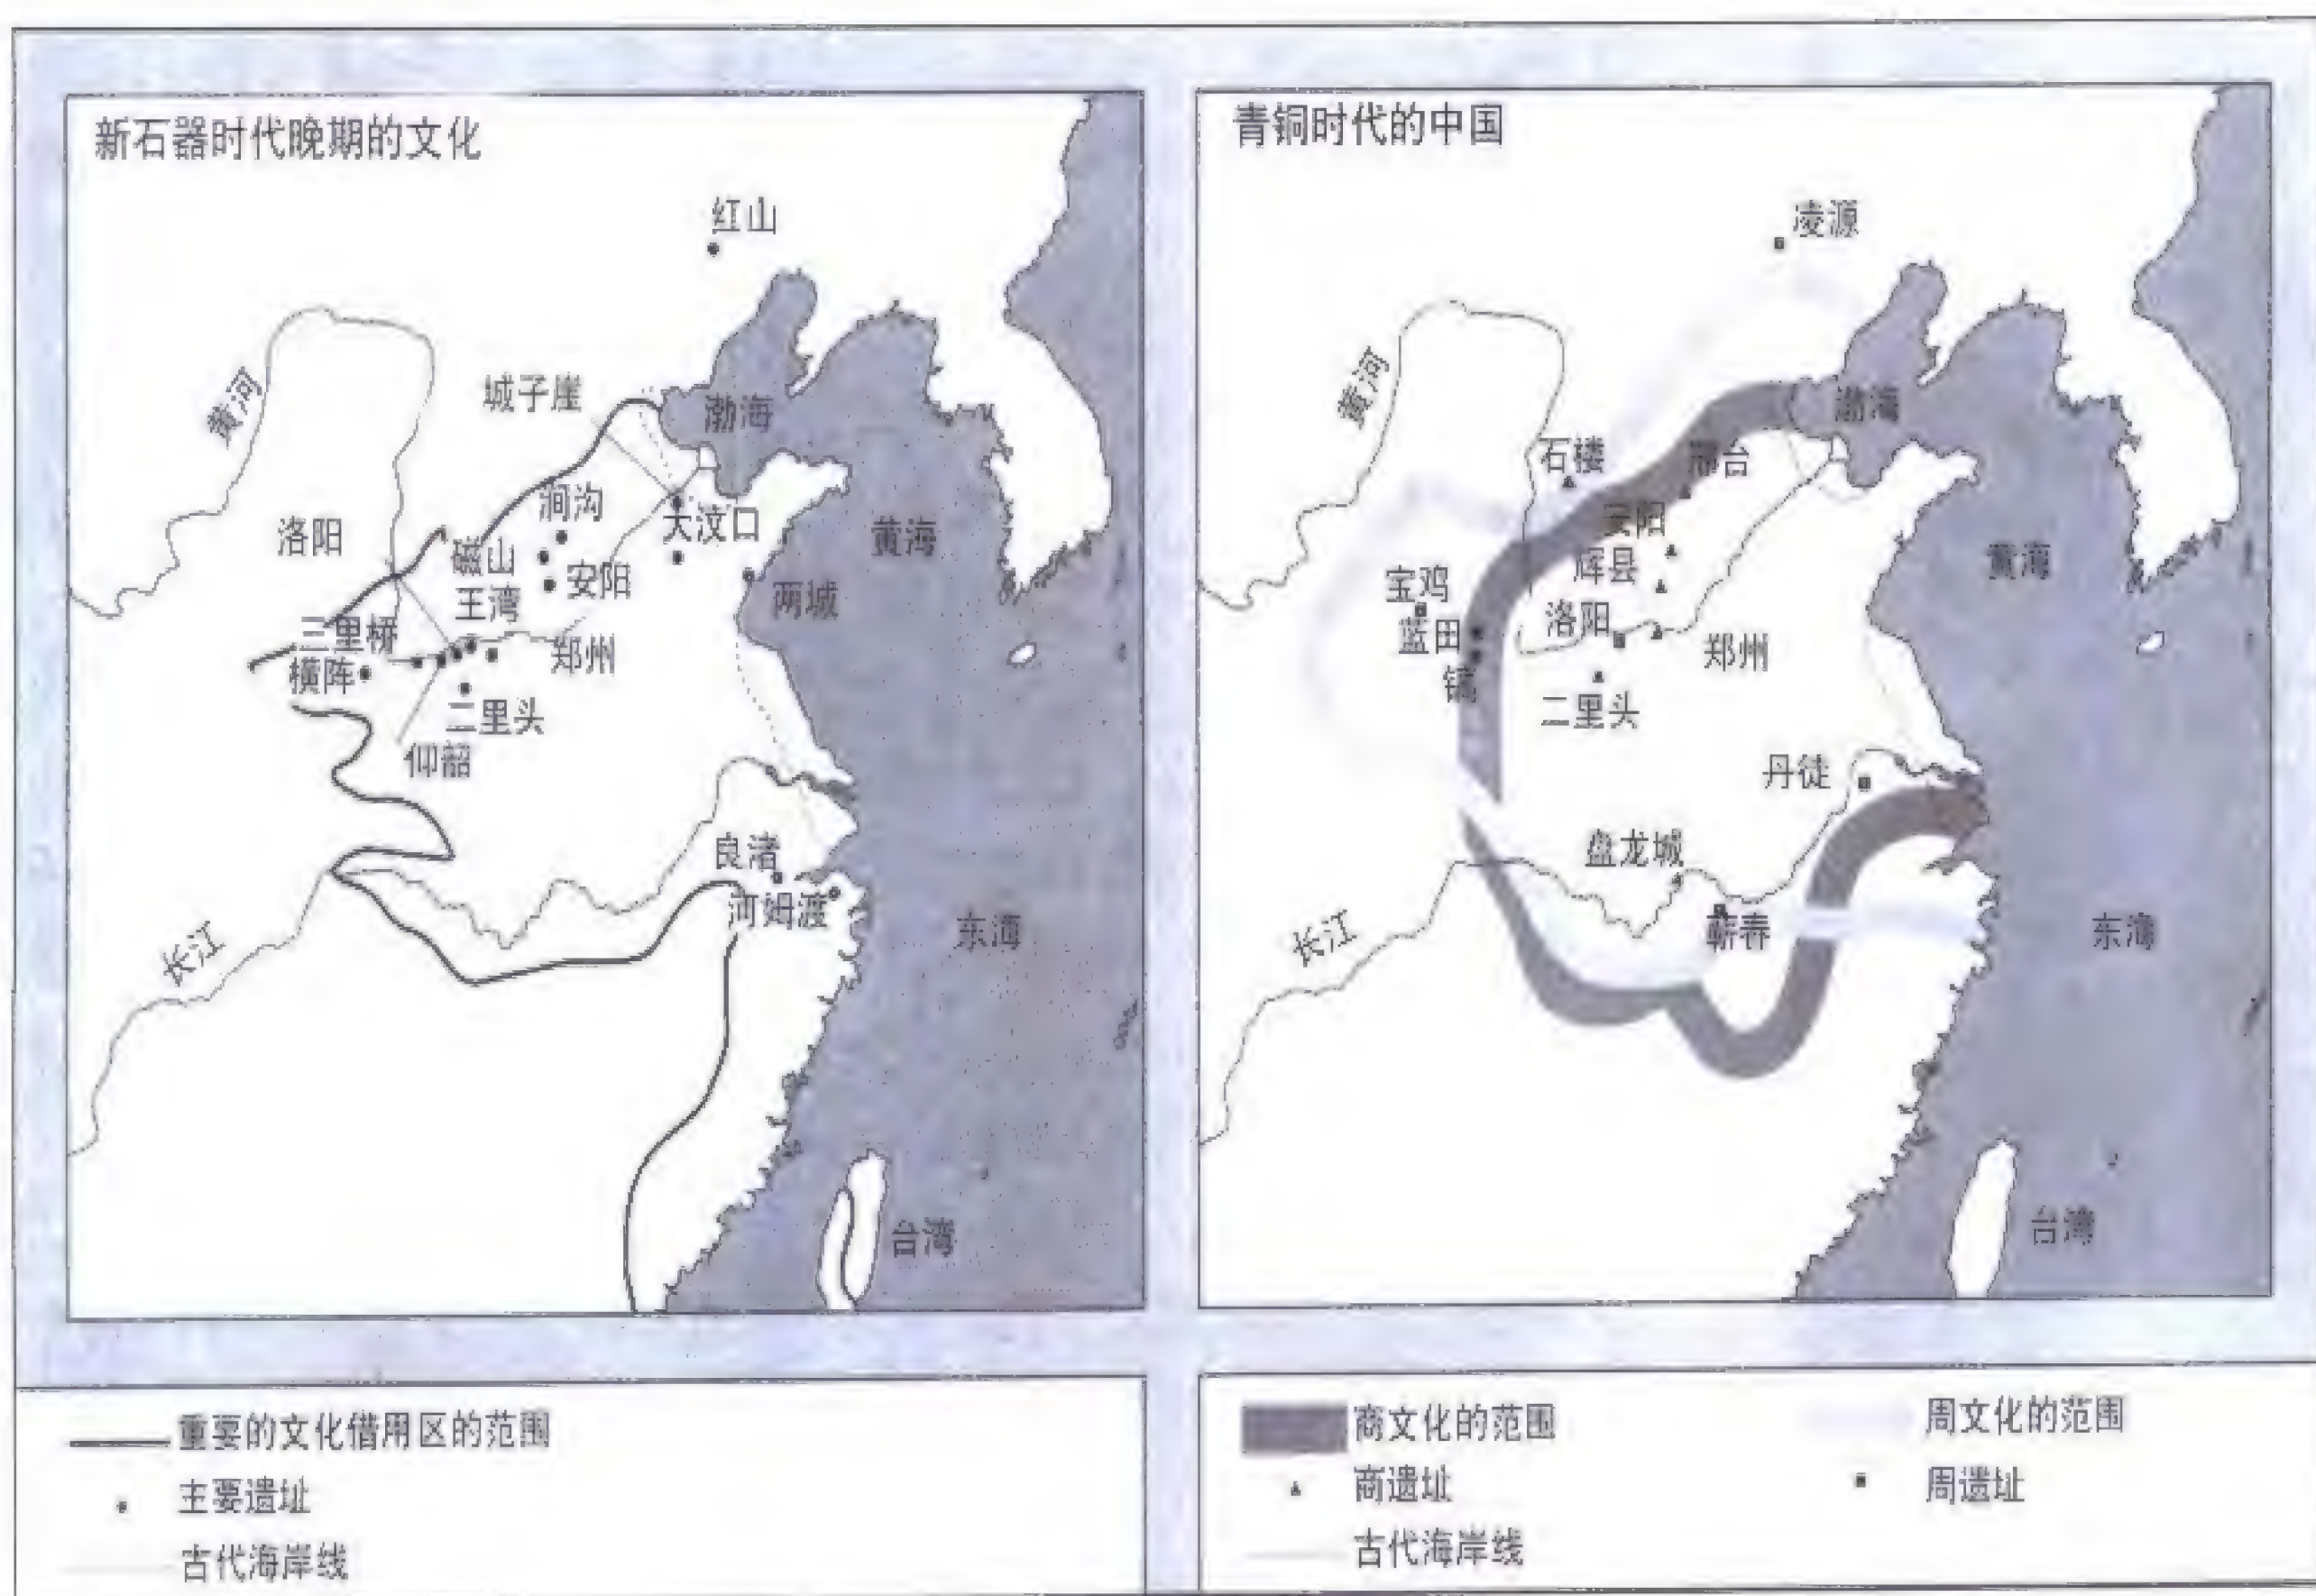 新石器时代晚期的文化
红山
黄河
城子崖
渤海
涧沟
大汶口
洛阳
磁山
黄海
安阳
王湾
两城
三里桥
郑州
横阵
二里头
仰韶
良渚
河姆渡
长江
东海
台湾
重要的文化借用区的范围
主要遗址
古代海岸线
青铜时代的中国
凌源
黄河
渤海
石楼
邢台
安阳
黄海
辉县
宝鸡
洛阳
蓝田
郑州
镐
二里头
丹徒
盘龙城
蕲春
长江
东海
台湾
商文化的范围
周文化的范围
商遗址
周遗址
古代海岸线